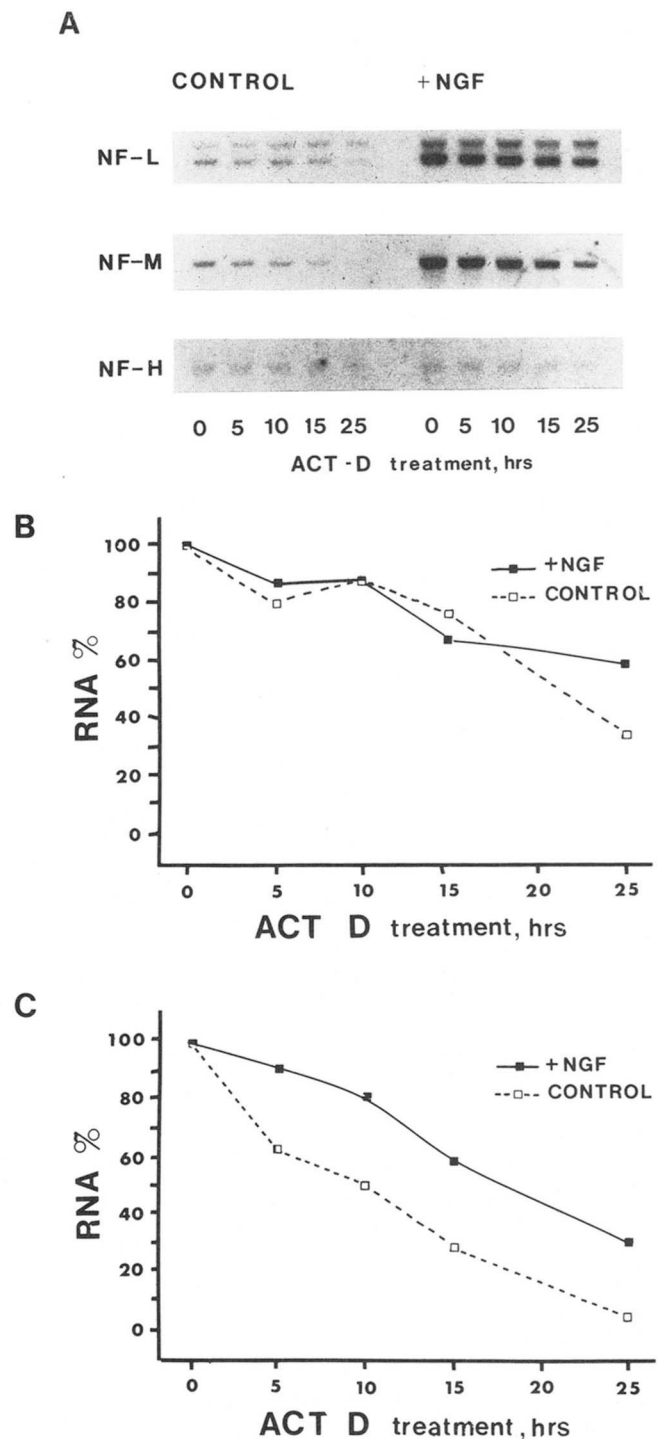 A
CONTROL +NGF
NF-L
NF-M
NF-H
0 5 10 15 25 0 5 10 15 25
ACT-D treatment, hrs
B
100
80
60
40
20
0
RNA %
+NGF
CONTROL
0 5 10 15 20 25
ACT D treatment, hrs
C
100
80
60
40
20
0
RNA %
+NGF
CONTROL
0 5 10 15 20 25
ACT D treatment, hrs